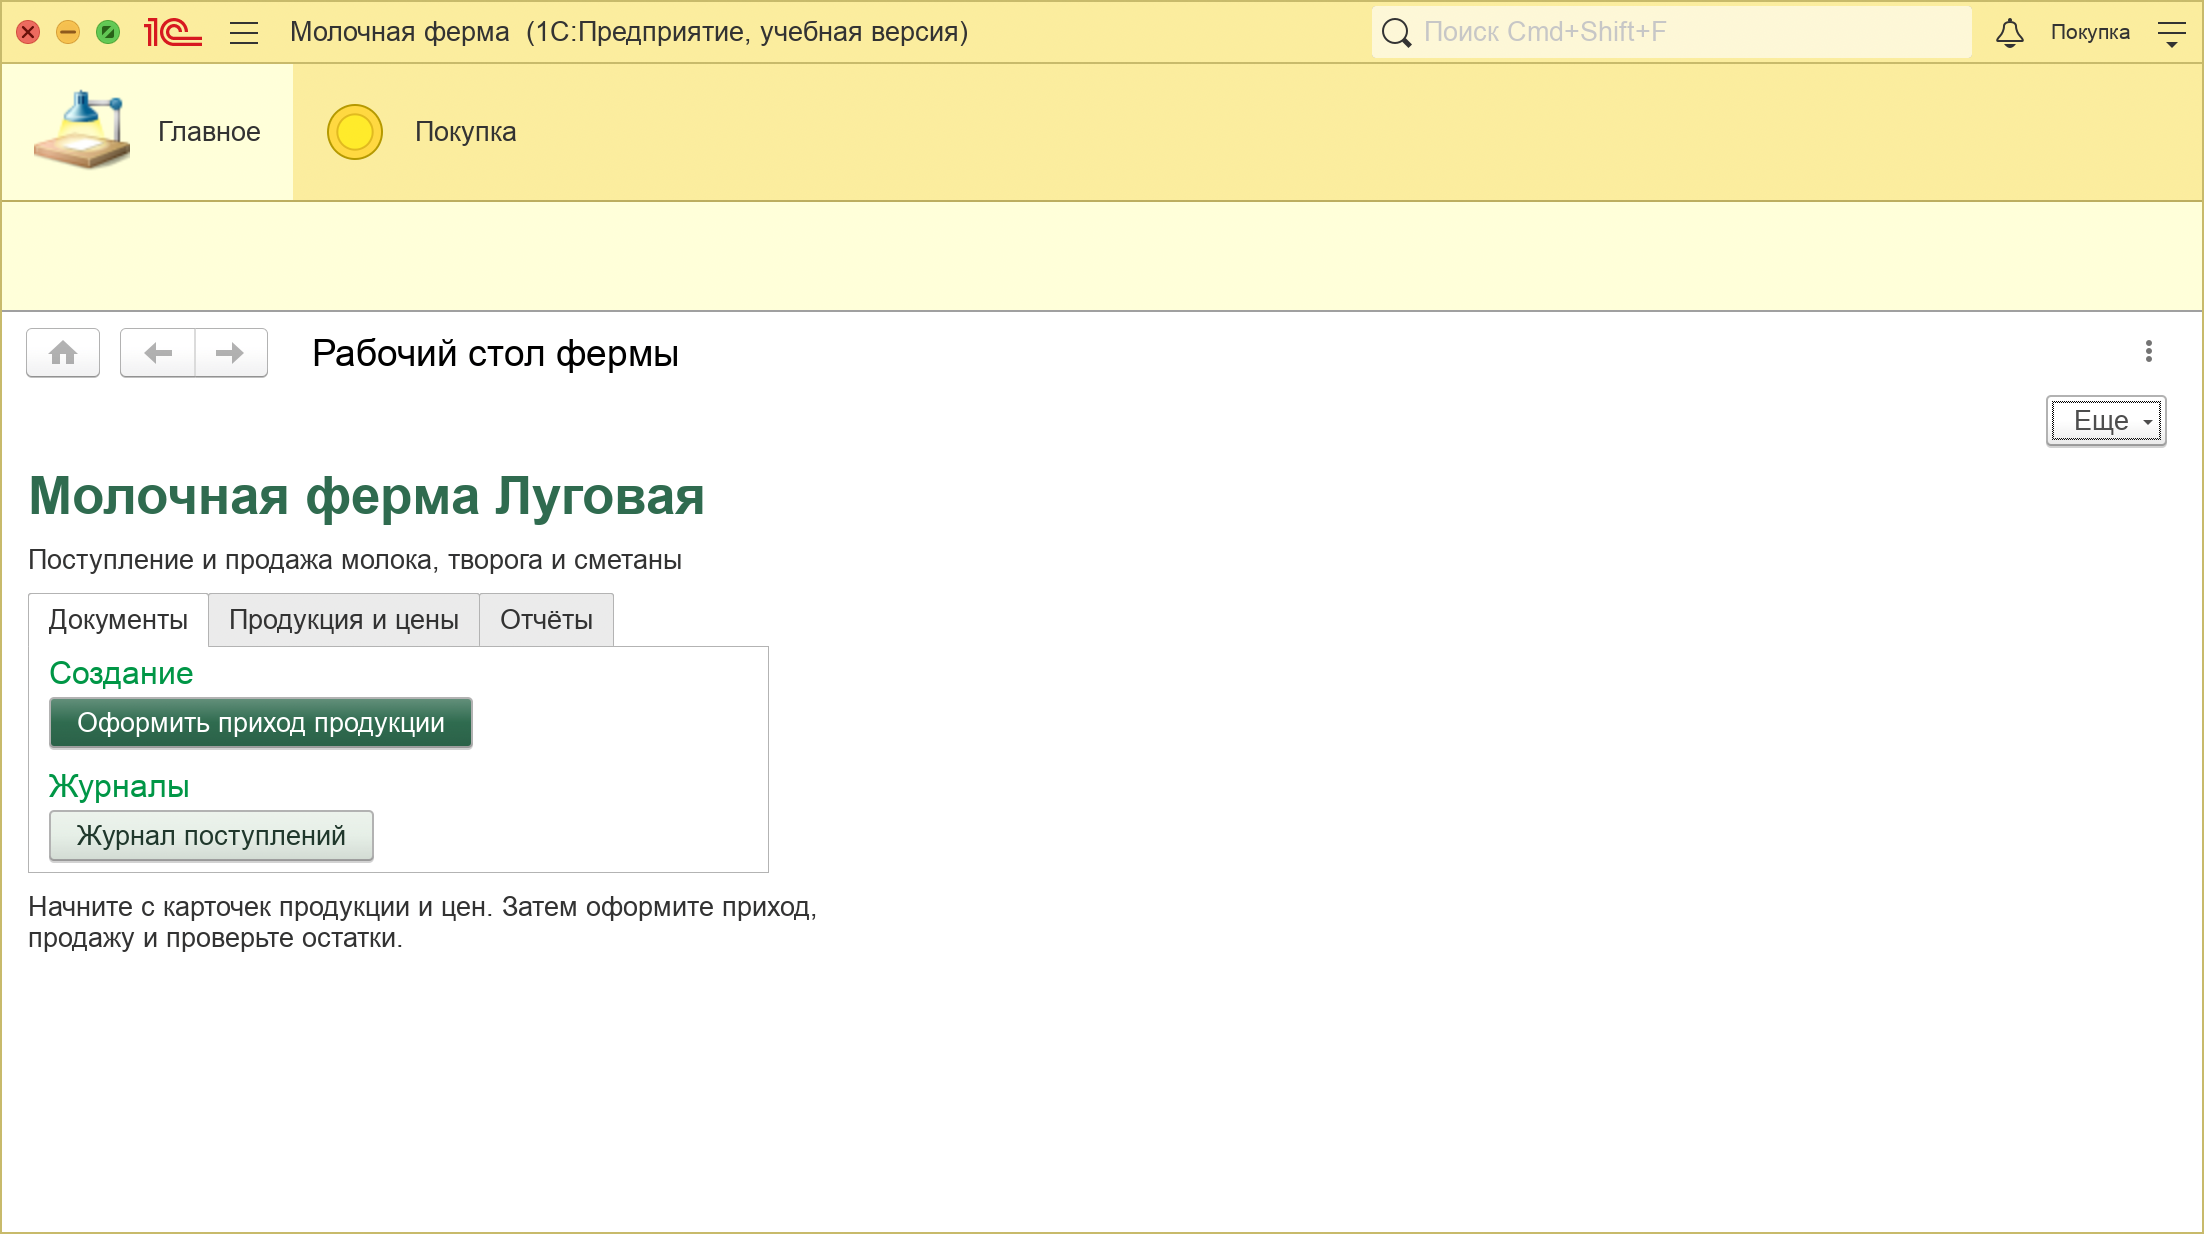 1С Молочная ферма (1С:Предприятие, учебная версия) Поиск Cmd+Shift+F Покупка
Главное Покупка
Рабочий стол фермы
Еще
Молочная ферма Луговая
Поступление и продажа молока, творога и сметаны
Документы Продукция и цены Отчёты
Создание
Оформить приход продукции
Журналы
Журнал поступлений
Начните с карточек продукции и цен. Затем оформите приход,
продажу и проверьте остатки.